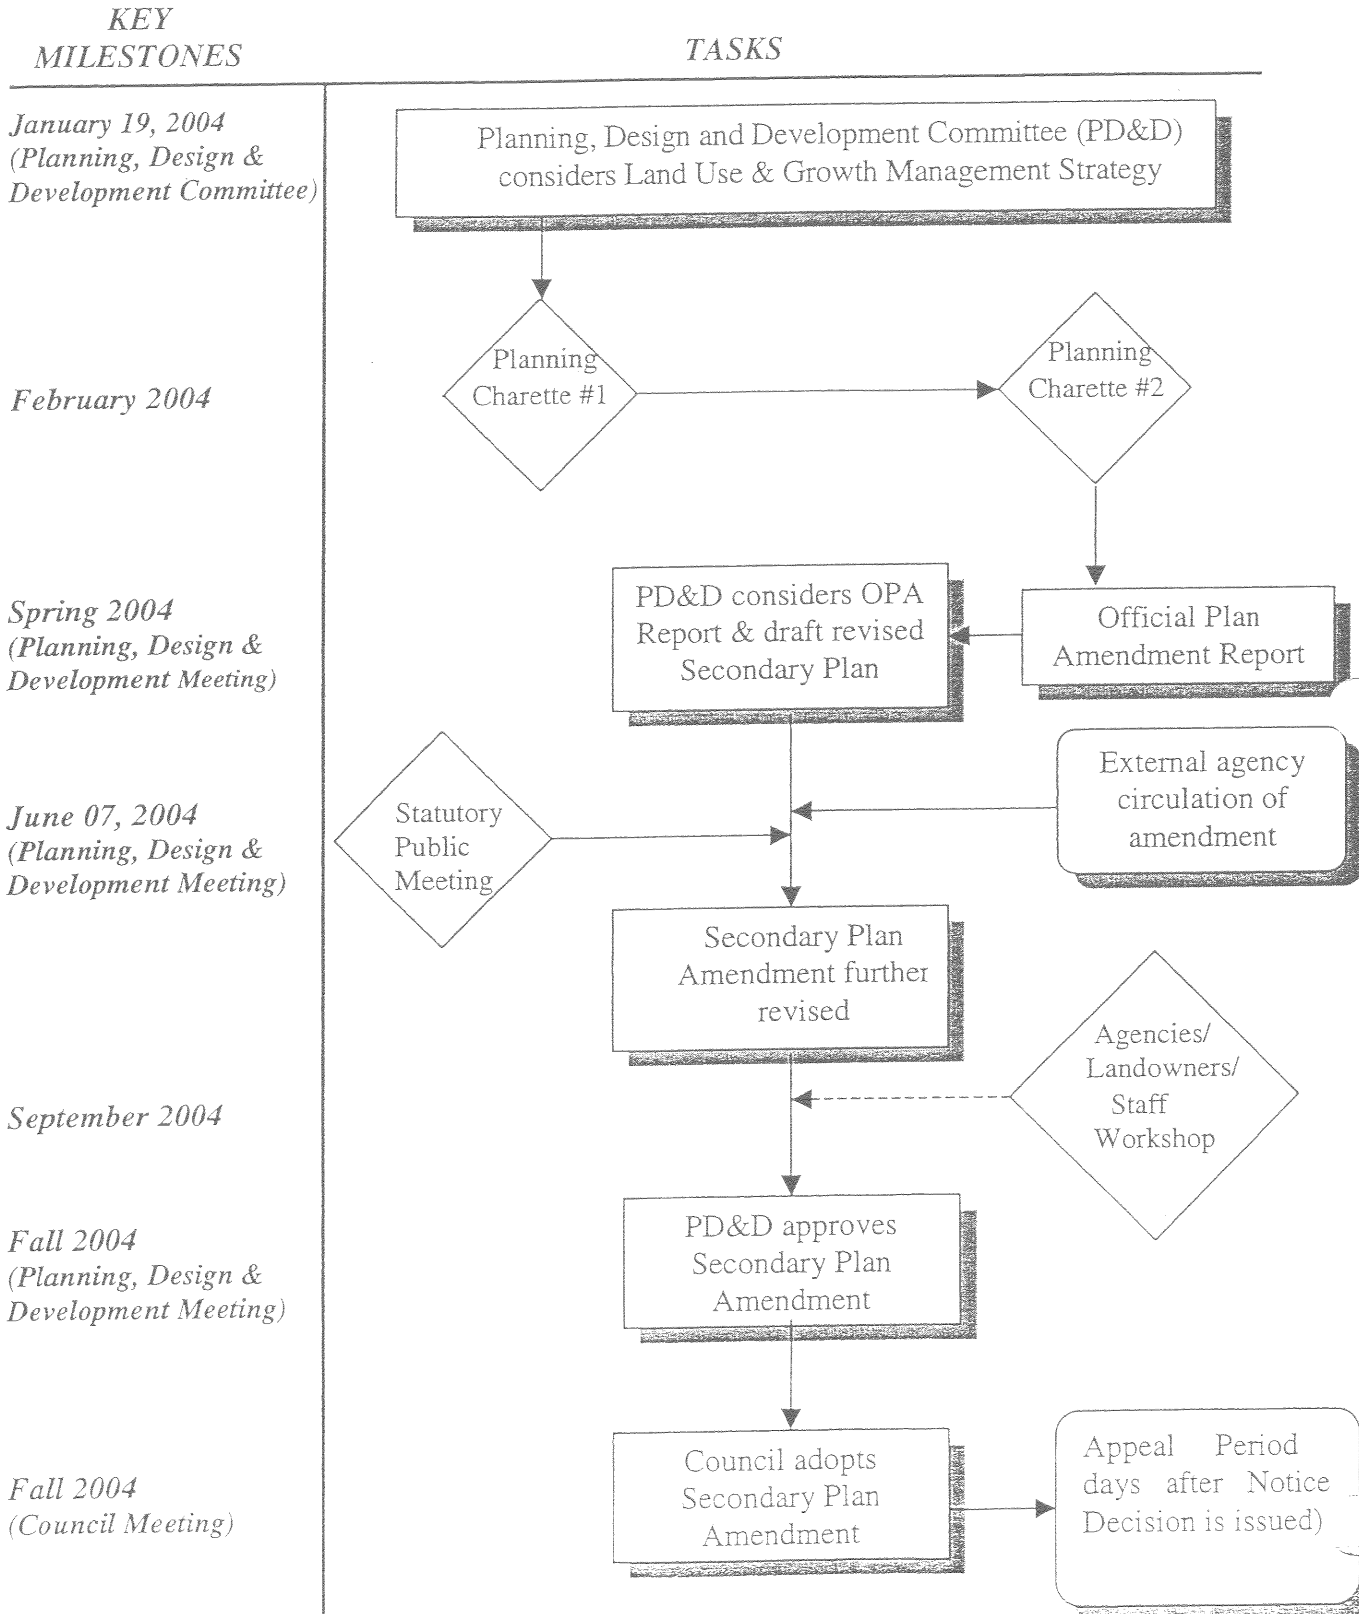 KEY
MILESTONES
TASKS
January 19, 2004
(Planning, Design &
Development Committee)
Planning, Design and Development Committee (PD&D)
considers Land Use & Growth Management Strategy
February 2004
Planning
Charette #1
Planning
Charette #2
Spring 2004
(Planning, Design &
Development Meeting)
PD&D considers OPA
Report & draft revised
Secondary Plan
Official Plan
Amendment Report
June 07, 2004
(Planning, Design &
Development Meeting)
Statutory
Public
Meeting
External agency
circulation of
amendment
Secondary Plan
Amendment further
revised
September 2004
Agencies/
Landowners/
Staff
Workshop
Fall 2004
(Planning, Design &
Development Meeting)
PD&D approves
Secondary Plan
Amendment
Fall 2004
(Council Meeting)
Council adopts
Secondary Plan
Amendment
Appeal Period
days after Notice
Decision is issued)